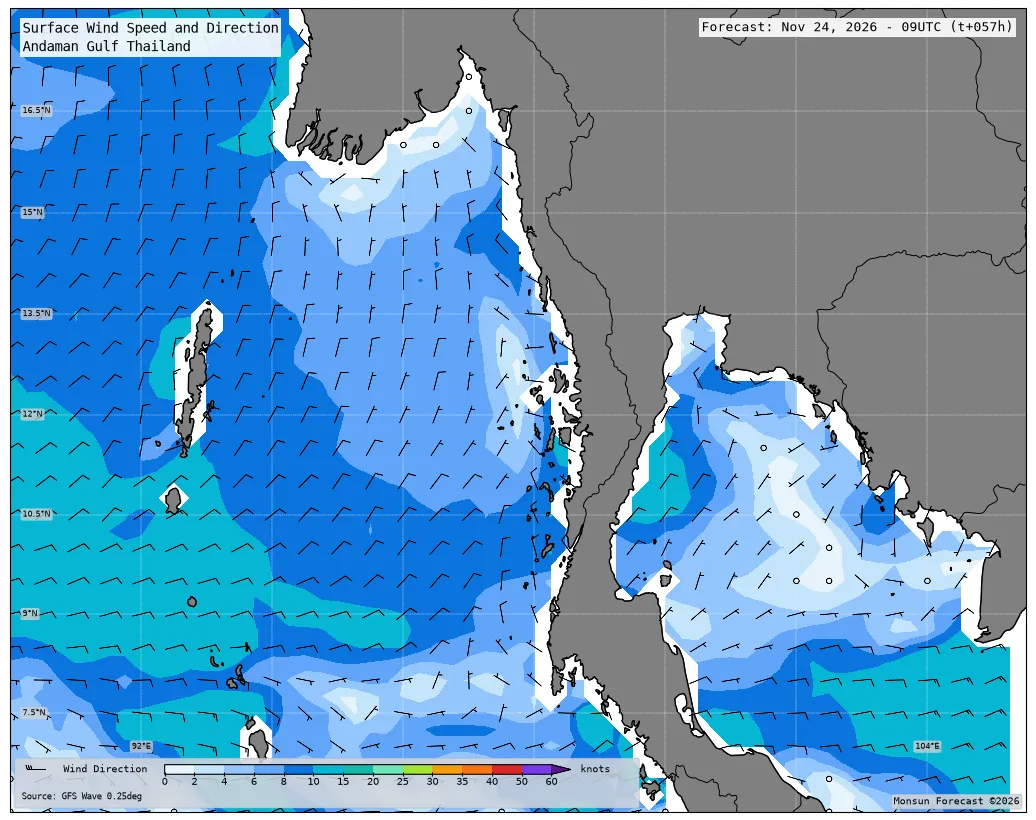 Surface Wind Speed and Direction
Andaman Gulf Thailand
Forecast: Nov 24, 2026 - 09UTC (t+057h)
16.5°N
15°N
13.5°N
12°N
10.5°N
9°N
7.5°N
92°E
104°E
Wind Direction
knots
0 2 4 6 8 10 15 20 25 30 35 40 50 60
Source: GFS Wave 0.25deg
Monsun Forecast ©2026